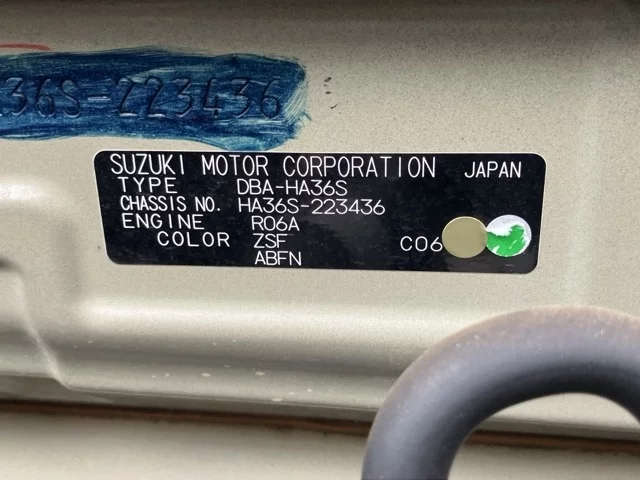 36S-223436
SUZUKI MOTOR CORPORATION JAPAN
TYPE DBA-HA36S
CHASSIS NO. HA36S-223436
ENGINE R06A
COLOR ZSF C06
ABFN